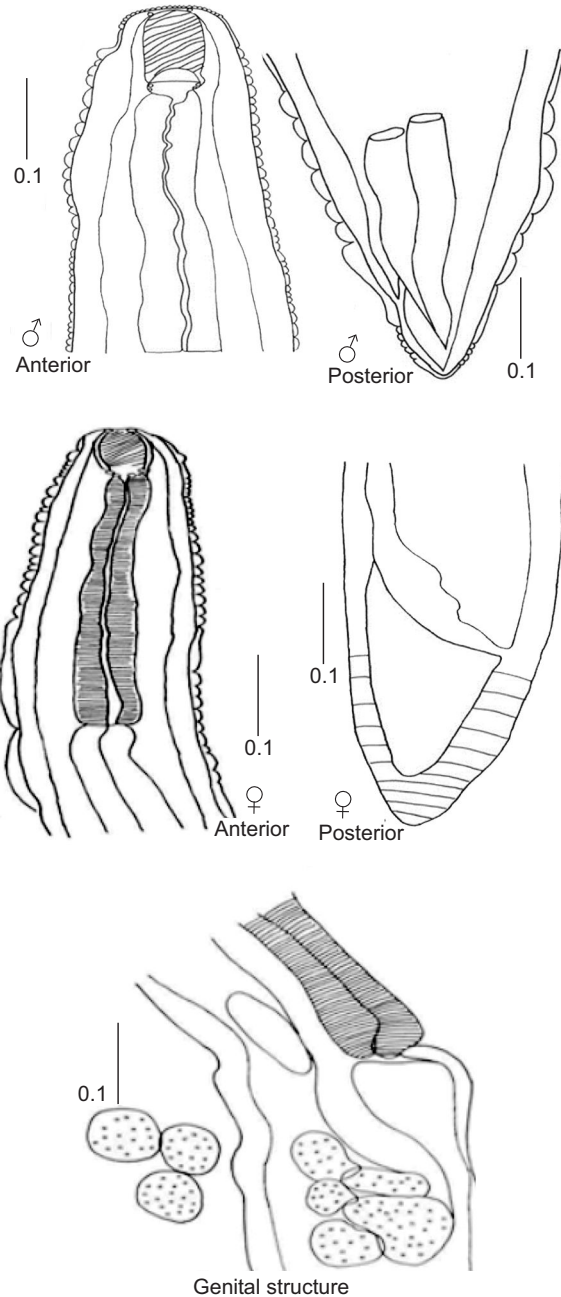 0.1
♂
Anterior
♂
Posterior
0.1
0.1
0.1
♀
Anterior
♀
Posterior
0.1
Genital structure